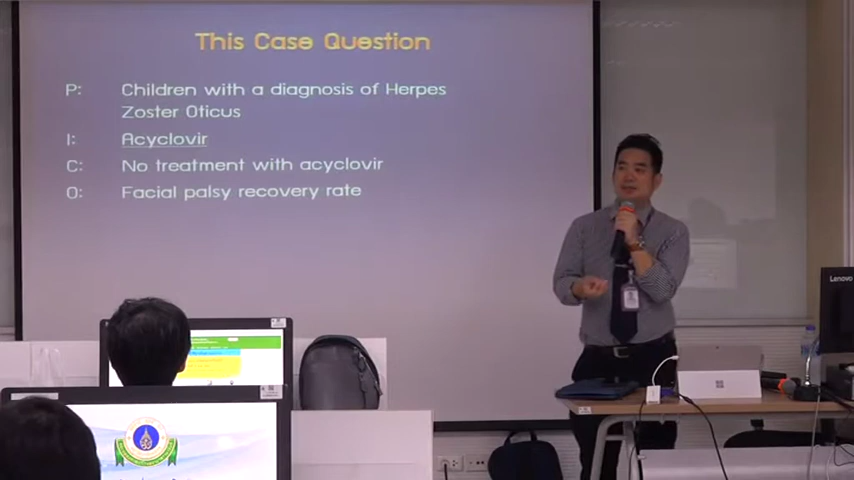 This Case Question
P: Children with a diagnosis of Herpes
Zoster Oticus
I: Acyclovir
C: No treatment with acyclovir
O: Facial palsy recovery rate
Lenovo